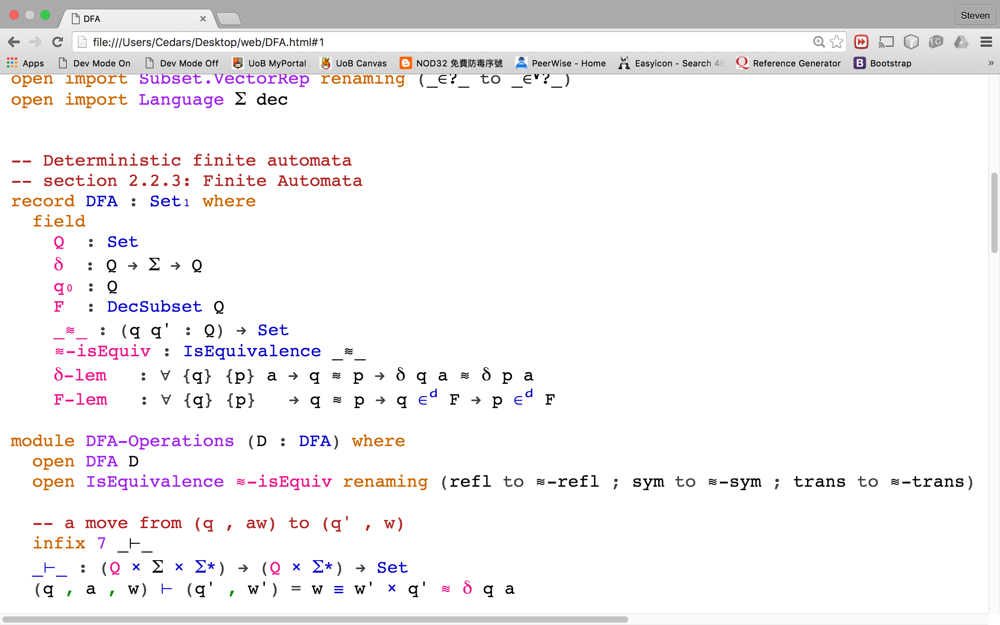 DFA
Steven
file:///Users/Cedars/Desktop/web/DFA.html#1
Apps Dev Mode On Dev Mode Off UoB MyPortal UoB Canvas NOD32 免費防毒序號 PeerWise - Home Easyicon - Search 49 Reference Generator B Bootstrap »
open import Subset.VectorRep renaming (_∈?_ to _∈ⱽ?_)
open import Language Σ dec
-- Deterministic finite automata
-- section 2.2.3: Finite Automata
record DFA : Set₁ where
field
Q : Set
δ : Q → Σ → Q
q₀ : Q
F : DecSubset Q
_≋_ : (q q' : Q) → Set
≋-isEquiv : IsEquivalence _≋_
δ-lem : ∀ {q} {p} a → q ≋ p → δ q a ≋ δ p a
F-lem : ∀ {q} {p} → q ≋ p → q ∈ᵈ F → p ∈ᵈ F
module DFA-Operations (D : DFA) where
open DFA D
open IsEquivalence ≋-isEquiv renaming (refl to ≋-refl ; sym to ≋-sym ; trans to ≋-trans)
-- a move from (q , aw) to (q' , w)
infix 7 _⊢_
_⊢_ : (Q × Σ × Σ*) → (Q × Σ*) → Set
(q , a , w) ⊢ (q' , w') = w ≡ w' × q' ≋ δ q a